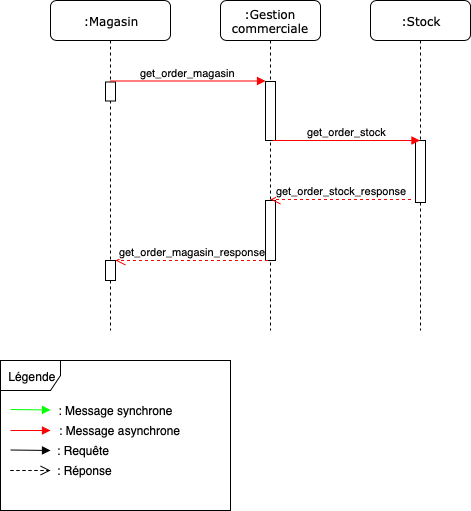 :Magasin
:Gestion
commerciale
:Stock
get_order_magasin
get_order_stock
get_order_stock_response
get_order_magasin_response
Légende
: Message synchrone
: Message asynchrone
: Requête
: Réponse